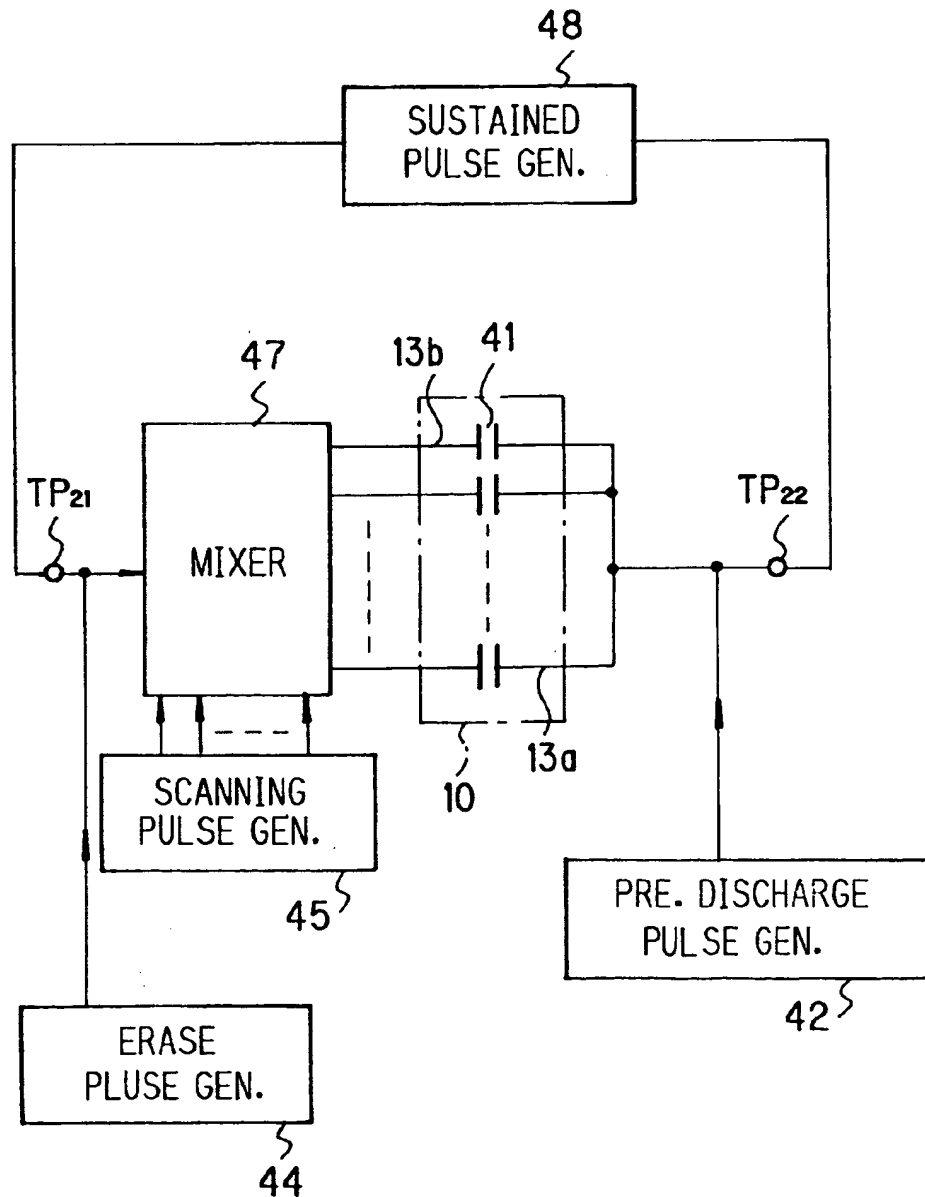 48
SUSTAINED
PULSE GEN.
47
13b
41
TP21
TP22
MIXER
13a
10
SCANNING
PULSE GEN.
45
PRE. DISCHARGE
PULSE GEN.
42
ERASE
PLUSE GEN.
44